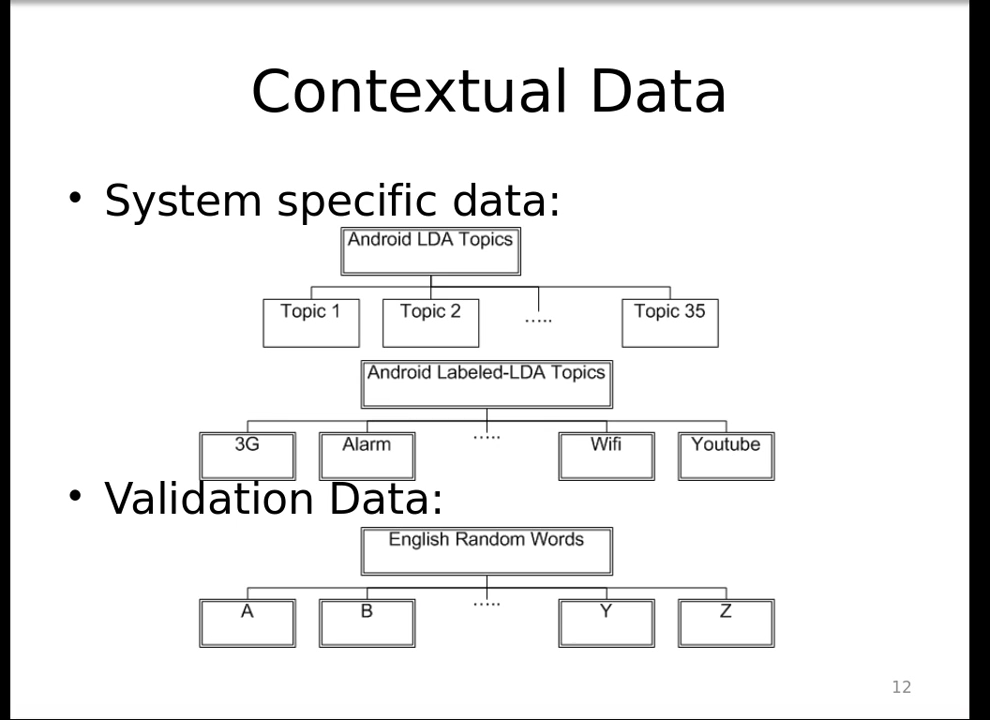 Contextual Data
• System specific data:
Android LDA Topics
Topic 1 Topic 2 ..... Topic 35
Android Labeled-LDA Topics
3G Alarm ..... Wifi Youtube
• Validation Data:
English Random Words
A B ..... Y Z
12